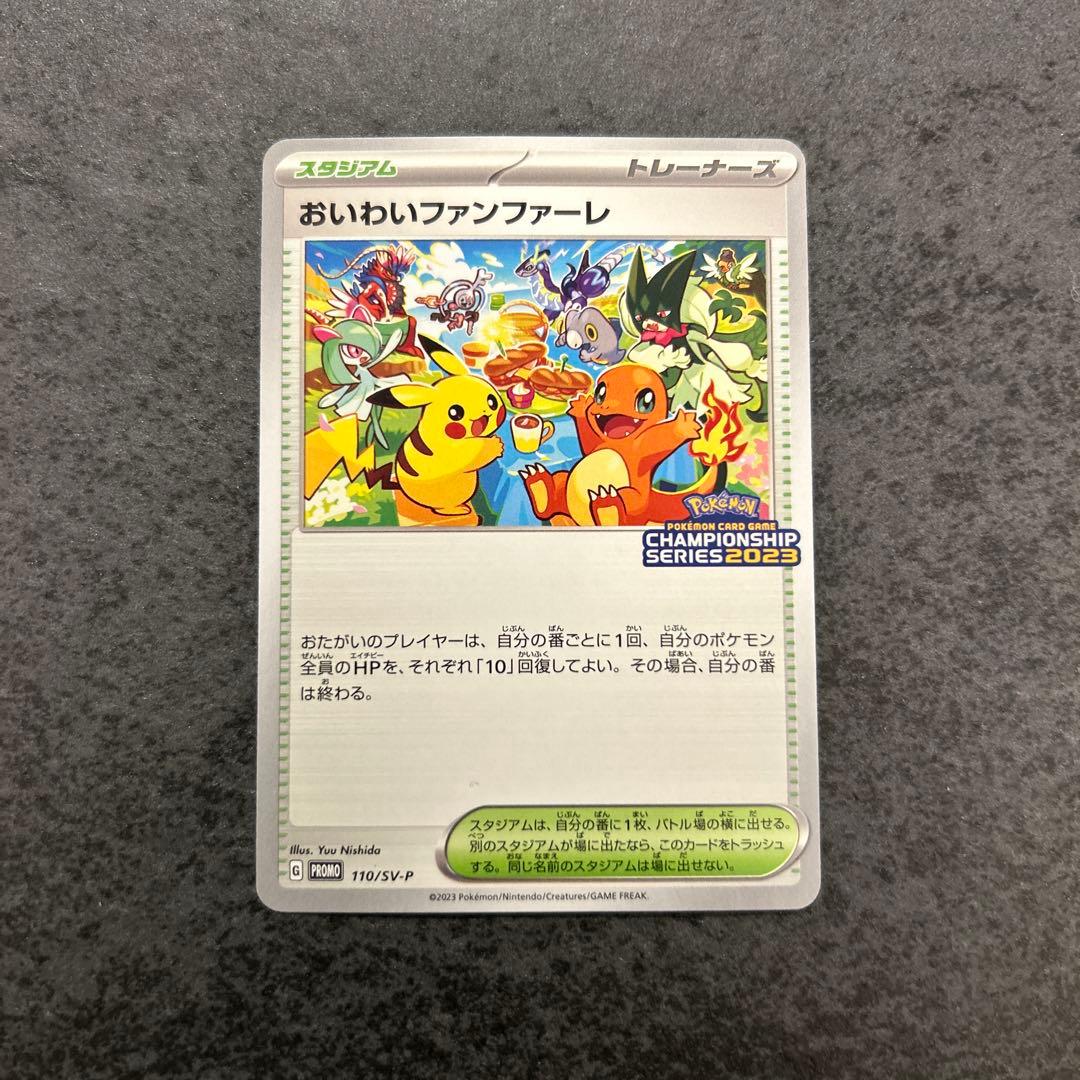 スタジアム
トレーナーズ
おいわいファンファーレ
Pokémon
POKÉMON CARD GAME
CHAMPIONSHIP
SERIES 2023
おたがいのプレイヤーは、自分の番ごとに1回、自分のポケモン
全員のHPを、それぞれ「10」回復してよい。その場合、自分の番
は終わる。
スタジアムは、自分の番に1枚、バトル場の横に出せる。
別のスタジアムが場に出たなら、このカードをトラッシュ
する。同じ名前のスタジアムは場に出せない。
Illus. Yuu Nishida
G PROMO 110/SV-P
©2023 Pokémon/Nintendo/Creatures/GAME FREAK.